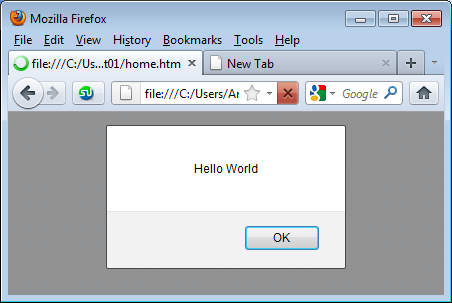 Mozilla Firefox
File Edit View History Bookmarks Tools Help
file:///C:/Us...t01/home.htm New Tab
file:///C:/Users/Ar Google
Hello World
OK